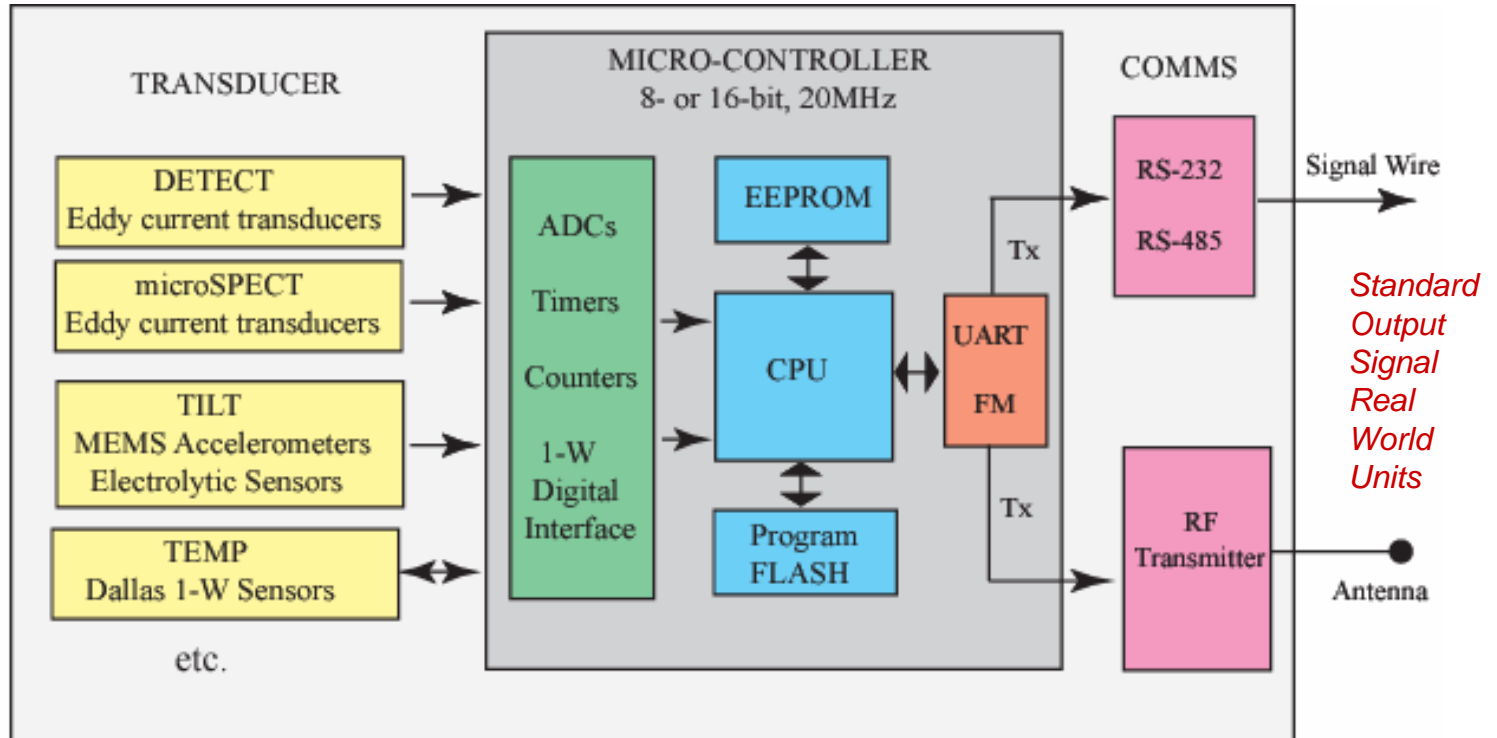 TRANSDUCER
DETECT
Eddy current transducers
microSPECT
Eddy current transducers
TILT
MEMS Accelerometers
Electrolytic Sensors
TEMP
Dallas 1-W Sensors
etc.
MICRO-CONTROLLER
8- or 16-bit, 20MHz
ADCs
Timers
Counters
1-W
Digital
Interface
EEPROM
CPU
Program
FLASH
UART
FM
Tx
Tx
COMMS
RS-232
RS-485
RF
Transmitter
Signal Wire
Standard
Output
Signal
Real
World
Units
Antenna